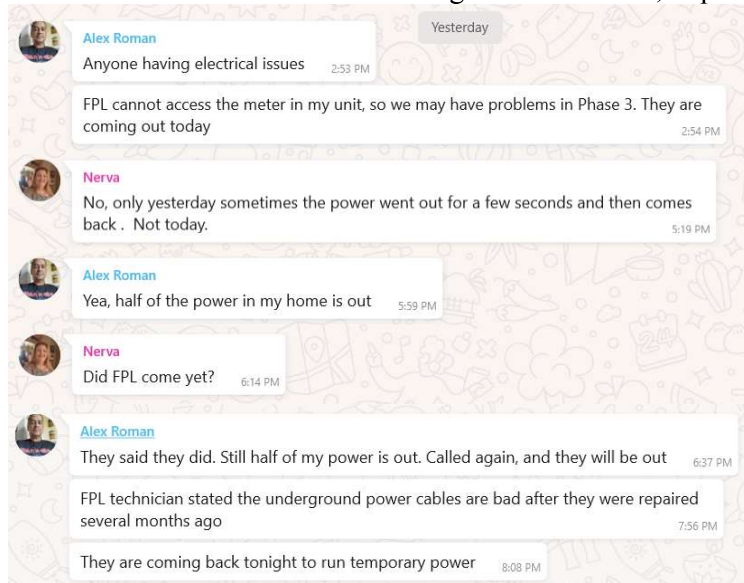 Yesterday
Alex Roman
Anyone having electrical issues 2:53 PM
FPL cannot access the meter in my unit, so we may have problems in Phase 3. They are
coming out today
2:54 PM
Nerva
No, only yesterday sometimes the power went out for a few seconds and then comes
back . Not today.
5:19 PM
Alex Roman
Yea, half of the power in my home is out 5:59 PM
Nerva
Did FPL come yet? 6:14 PM
Alex Roman
They said they did. Still half of my power is out. Called again, and they will be out 6:37 PM
FPL technician stated the underground power cables are bad after they were repaired
several months ago
7:56 PM
They are coming back tonight to run temporary power 8:08 PM